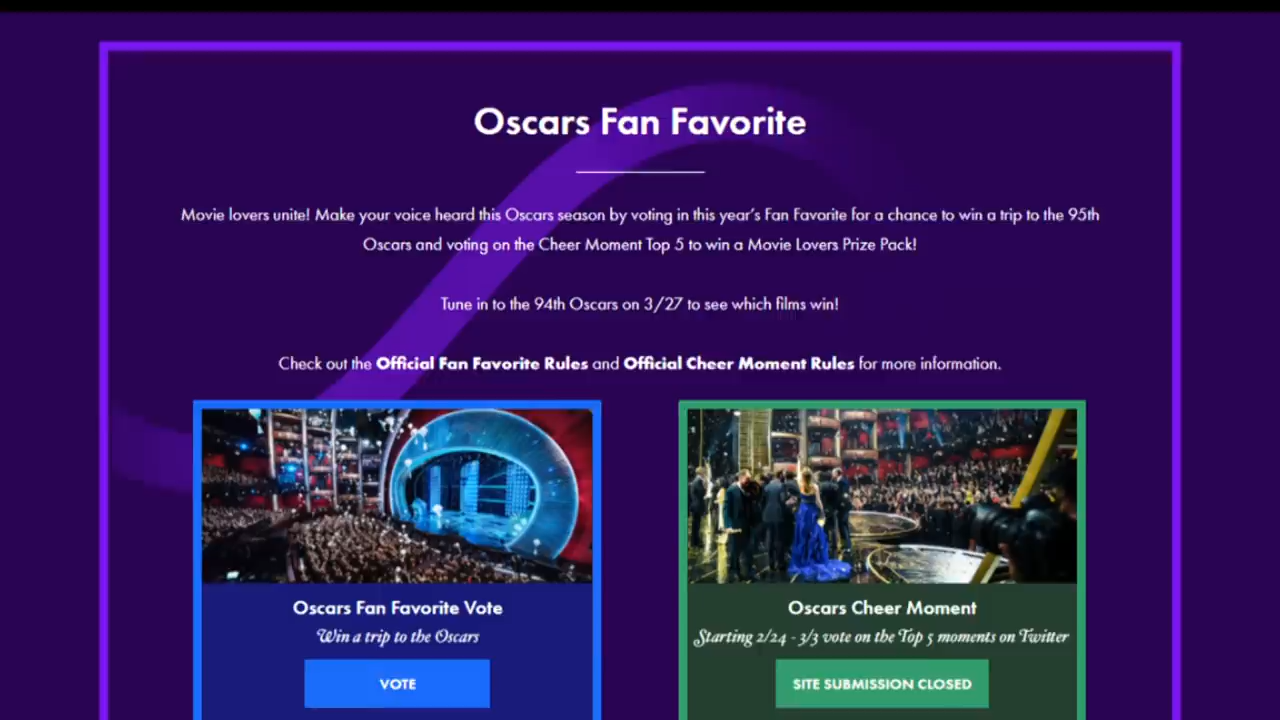 Oscars Fan Favorite
Movie lovers unite! Make your voice heard this Oscars season by voting in this year's Fan Favorite for a chance to win a trip to the 95th
Oscars and voting on the Cheer Moment Top 5 to win a Movie Lovers Prize Pack!
Tune in to the 94th Oscars on 3/27 to see which films win!
Check out the Official Fan Favorite Rules and Official Cheer Moment Rules for more information.
Oscars Fan Favorite Vote
Win a trip to the Oscars
VOTE
Oscars Cheer Moment
Starting 2/24 - 3/3 vote on the Top 5 moments on Twitter
SITE SUBMISSION CLOSED